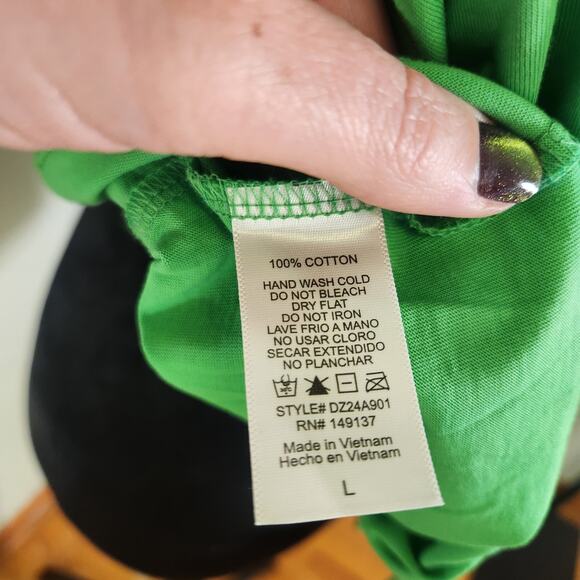 100% COTTON
HAND WASH COLD
DO NOT BLEACH
DRY FLAT
DO NOT IRON
LAVE FRIO A MANO
NO USAR CLORO
SECAR EXTENDIDO
NO PLANCHAR
STYLE# DZ24A901
RN# 149137
Made in Vietnam
Hecho en Vietnam
L